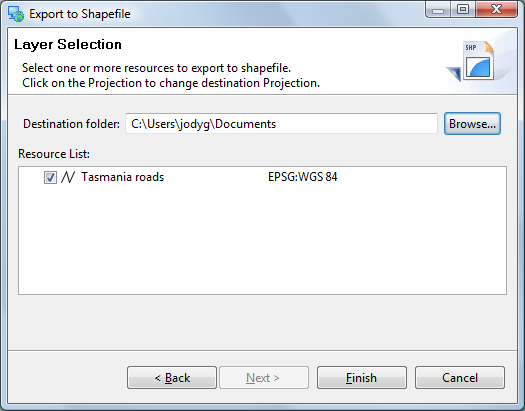 Export to Shapefile
Layer Selection
SHP
Select one or more resources to export to shapefile.
Click on the Projection to change destination Projection.
Destination folder: C:\Users\jodyg\Documents Browse...
Resource List:
Tasmania roads EPSG:WGS 84
< Back Next > Finish Cancel